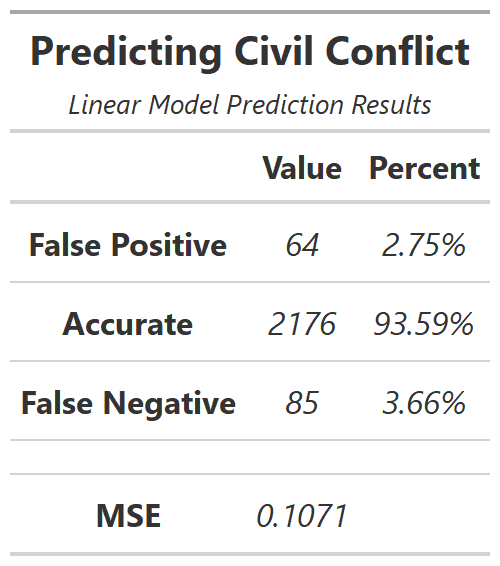 Predicting Civil Conflict
Linear Model Prediction Results
Value Percent
False Positive 64 2.75%
Accurate 2176 93.59%
False Negative 85 3.66%
MSE 0.1071